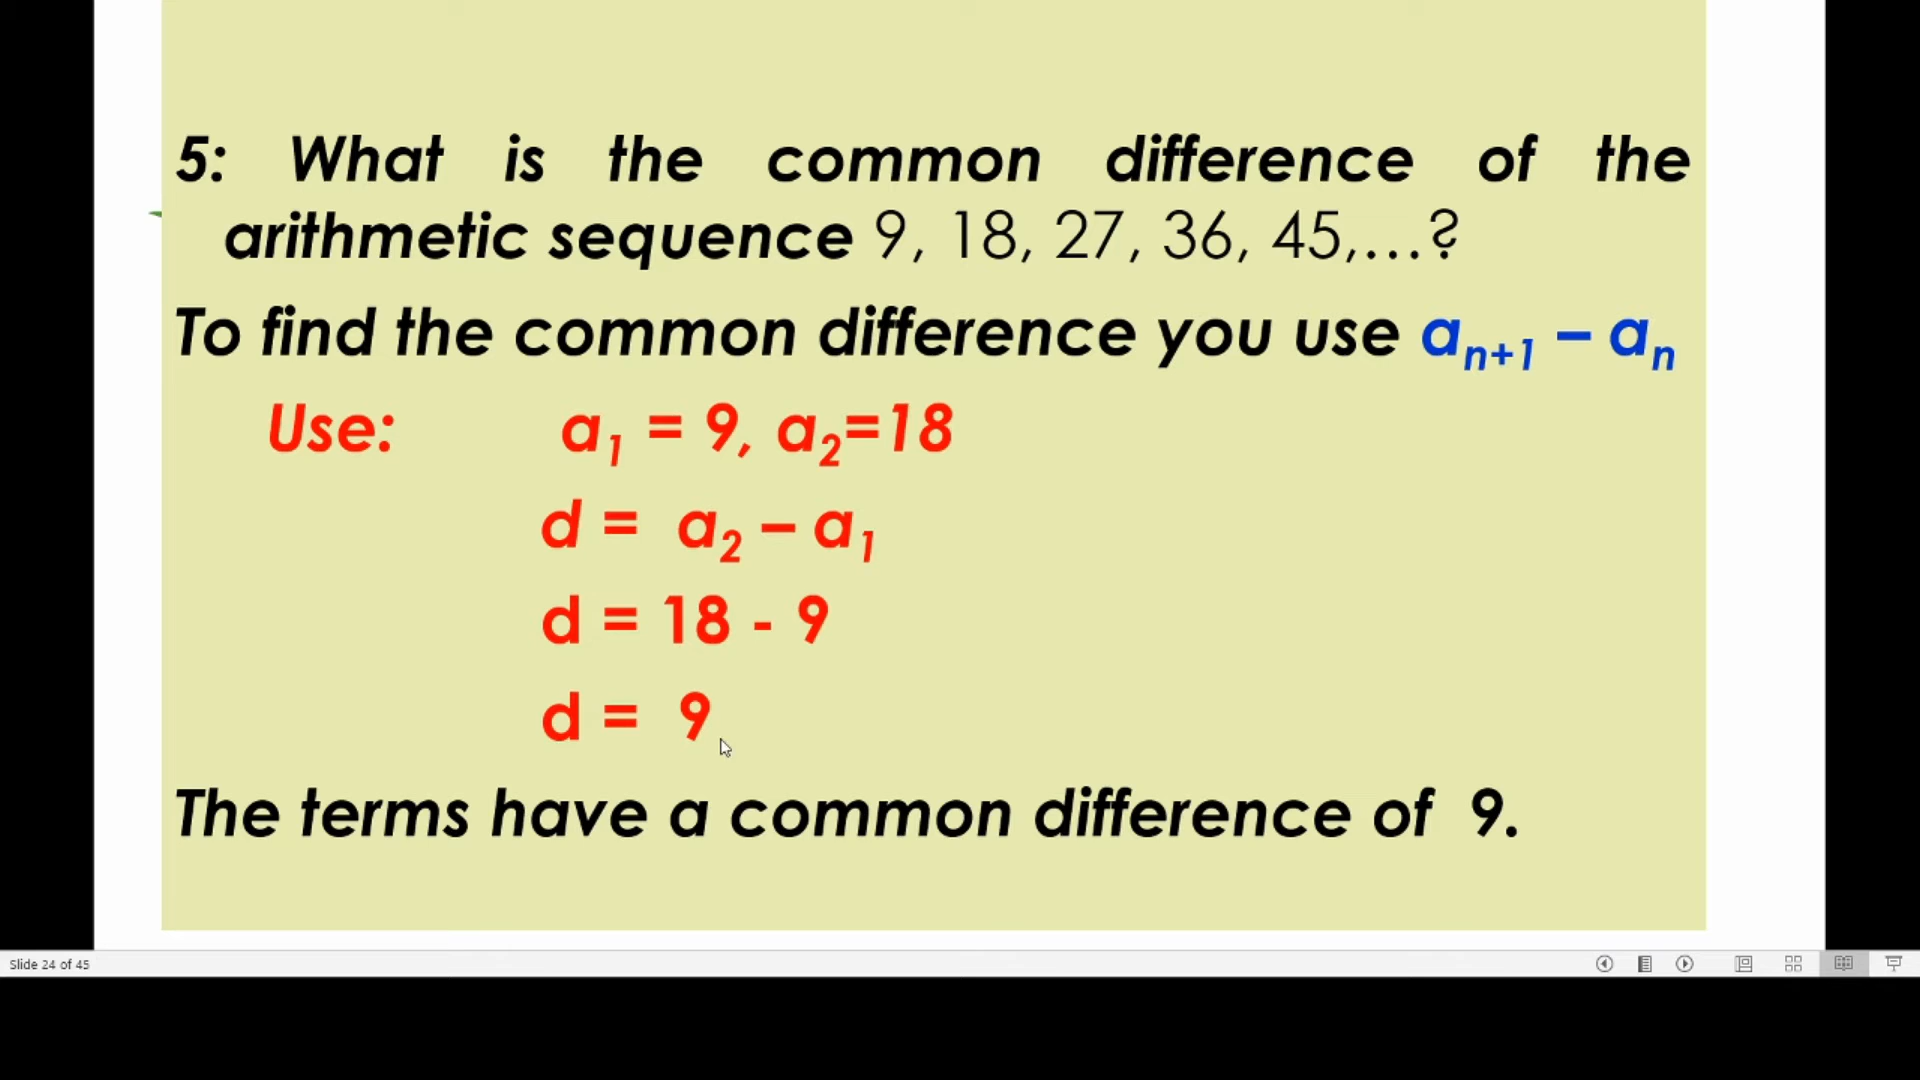 5: What is the common difference of the
arithmetic sequence 9, 18, 27, 36, 45,...?
To find the common difference you use aₙ₊₁ – aₙ
Use: a₁ = 9, a₂=18
d = a₂ – a₁
d = 18 - 9
d = 9
The terms have a common difference of 9.
Slide 24 of 45